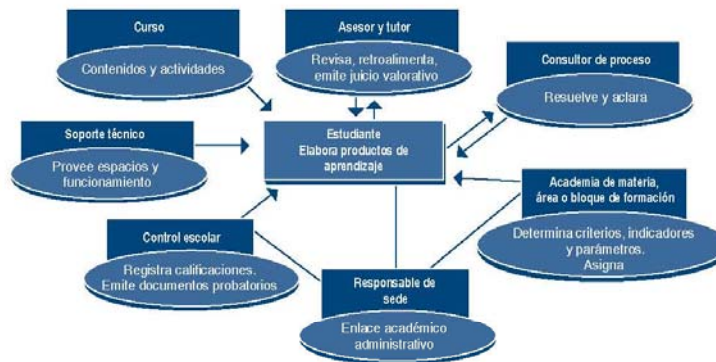 Curso
Contenidos y actividades
Asesor y tutor
Revisa, retroalimenta,
emite juicio valorativo
Consultor de proceso
Resuelve y aclara
Soporte técnico
Provee espacios y
funcionamiento
Estudiante
Elabora productos de
aprendizaje
Academia de materia,
área o bloque de formación
Determina criterios, indicadores
y parámetros.
Asigna
Control escolar
Registra calificaciones.
Emite documentos probatorios
Responsable de
sede
Enlace académico
administrativo